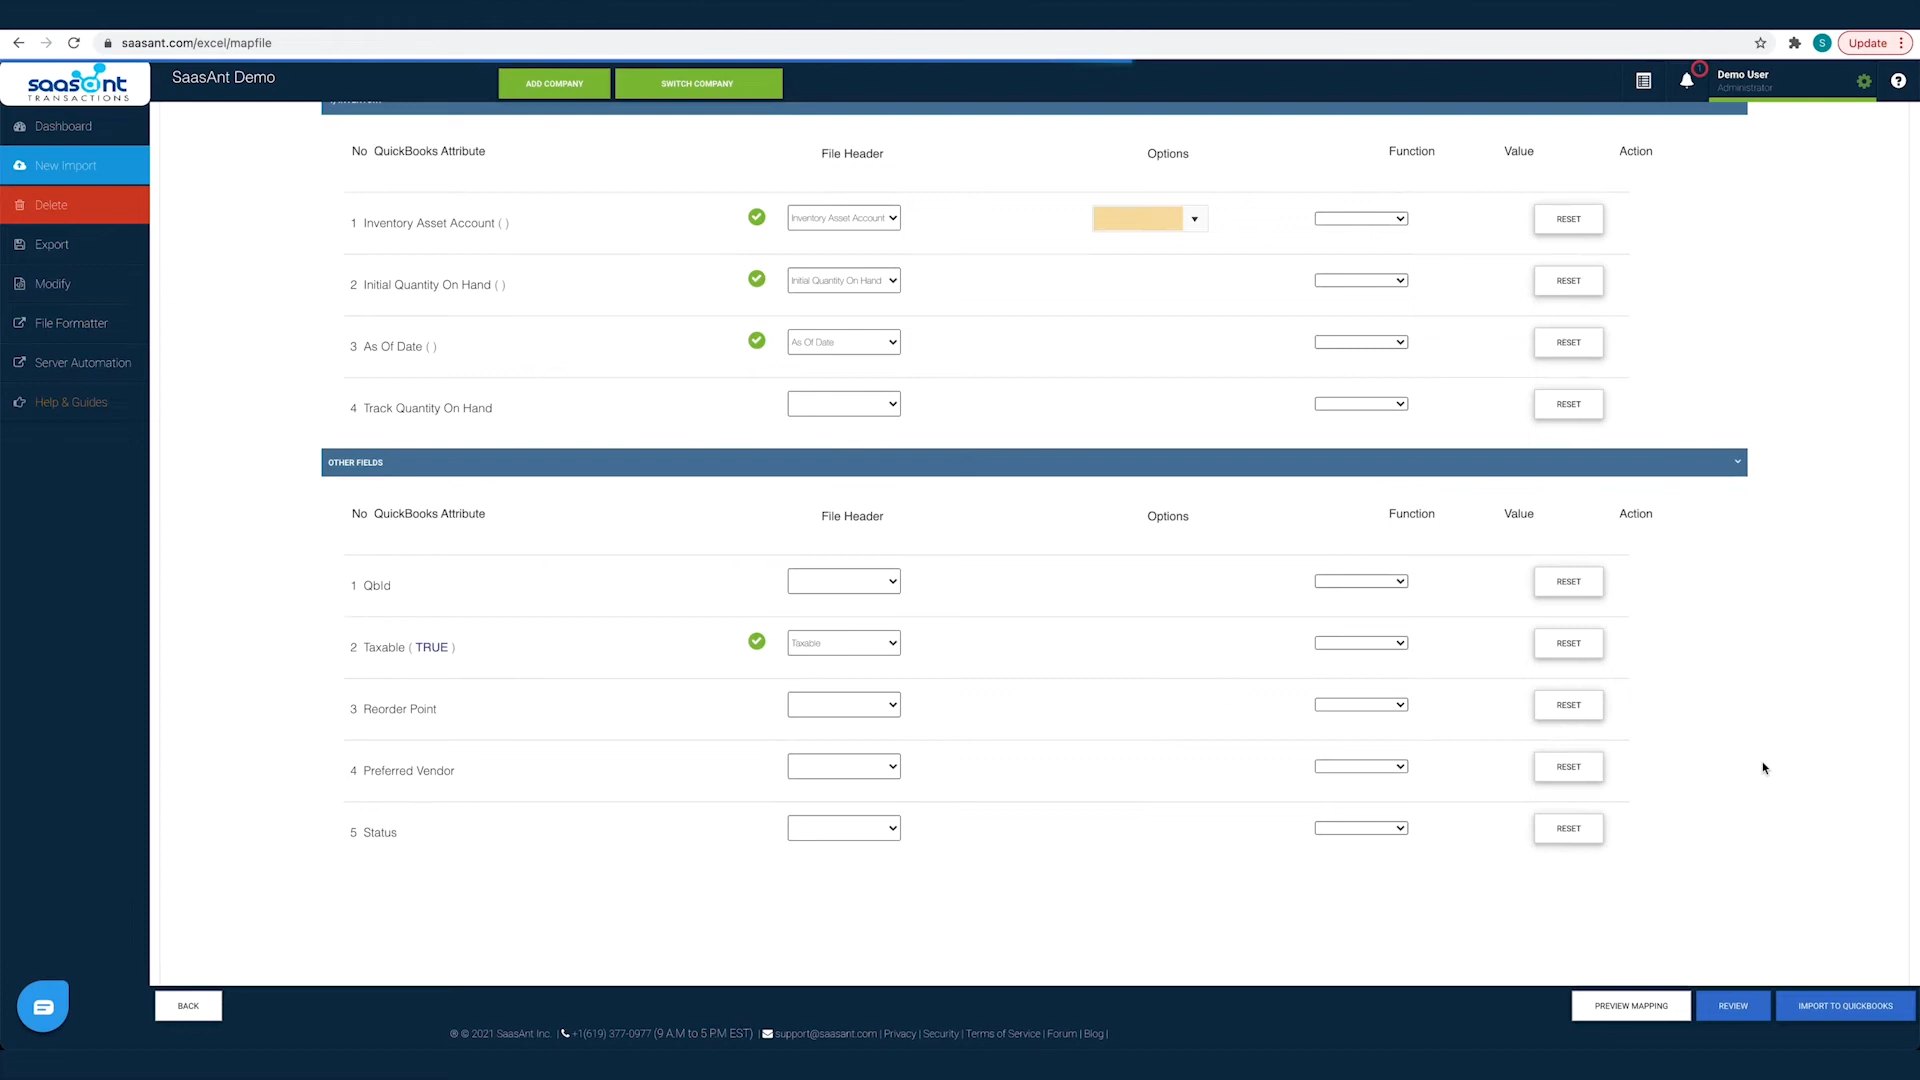 saasant.com/excel/mapfile
Update
saasant
TRANSACTIONS
SaasAnt Demo
ADD COMPANY
SWITCH COMPANY
1
Demo User
Administrator
Dashboard
New Import
Delete
Export
Modify
File Formatter
Server Automation
Help & Guides
No QuickBooks Attribute File Header Options Function Value Action
1 Inventory Asset Account ( ) Inventory Asset Account RESET
2 Initial Quantity On Hand ( ) Initial Quantity On Hand RESET
3 As Of Date ( ) As Of Date RESET
4 Track Quantity On Hand RESET
OTHER FIELDS
No QuickBooks Attribute File Header Options Function Value Action
1 QbId RESET
2 Taxable ( TRUE ) Taxable RESET
3 Reorder Point RESET
4 Preferred Vendor RESET
5 Status RESET
BACK
PREVIEW MAPPING
REVIEW
IMPORT TO QUICKBOOKS
® © 2021 SaasAnt Inc. | +1(619) 377-0977 (9 A.M to 5 P.M EST) | support@saasant.com | Privacy | Security | Terms of Service | Forum | Blog |
S